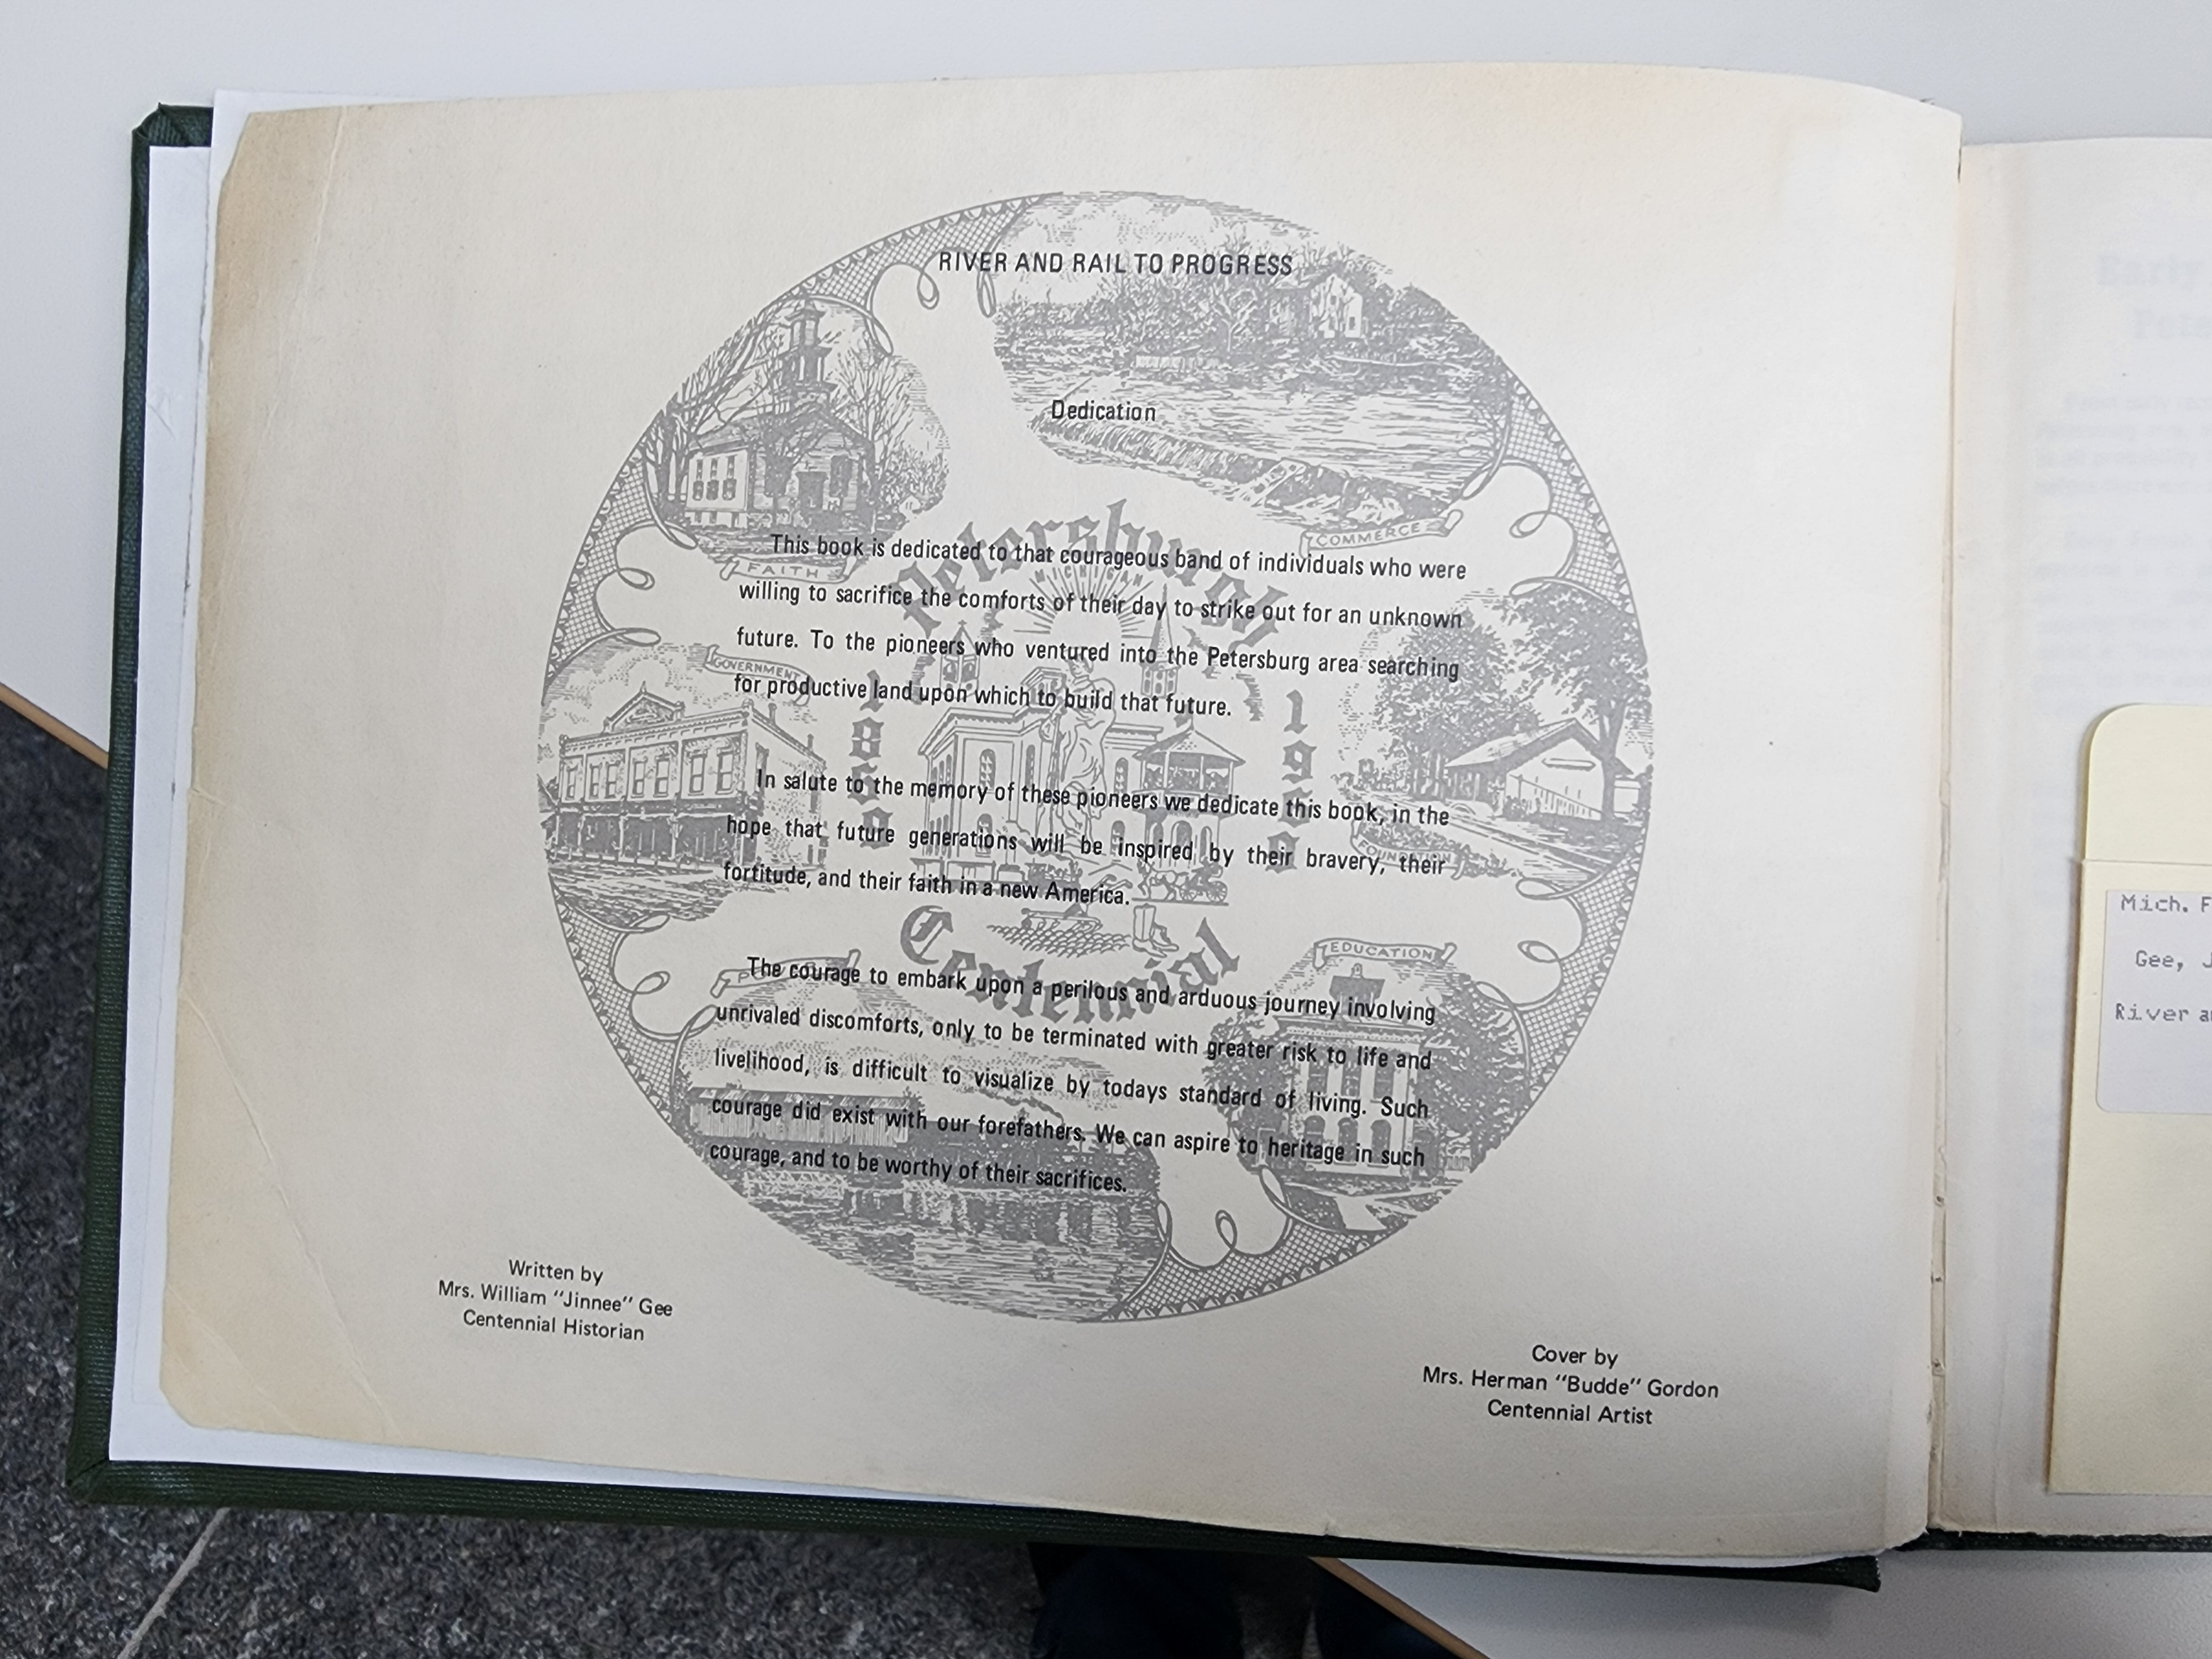 RIVER AND RAIL TO PROGRESS
Dedication
This book is dedicated to that courageous band of individuals who were
willing to sacrifice the comforts of their day to strike out for an unknown
future. To the pioneers who ventured into the Petersburg area searching
for productive land upon which to build that future.
In salute to the memory of these pioneers we dedicate this book, in the
hope that future generations will be inspired by their bravery, their
fortitude, and their faith in a new America.
The courage to embark upon a perilous and arduous journey involving
unrivaled discomforts, only to be terminated with greater risk to life and
livelihood, is difficult to visualize by todays standard of living. Such
courage did exist with our forefathers. We can aspire to heritage in such
courage, and to be worthy of their sacrifices.
COMMERCE
FAITH
Petersburg
MICHIGAN
GOVERNMENT
Centennial
EDUCATION
Written by
Mrs. William "Jinnee" Gee
Centennial Historian
Cover by
Mrs. Herman "Budde" Gordon
Centennial Artist
Early
Mich. F
Gee, J
River